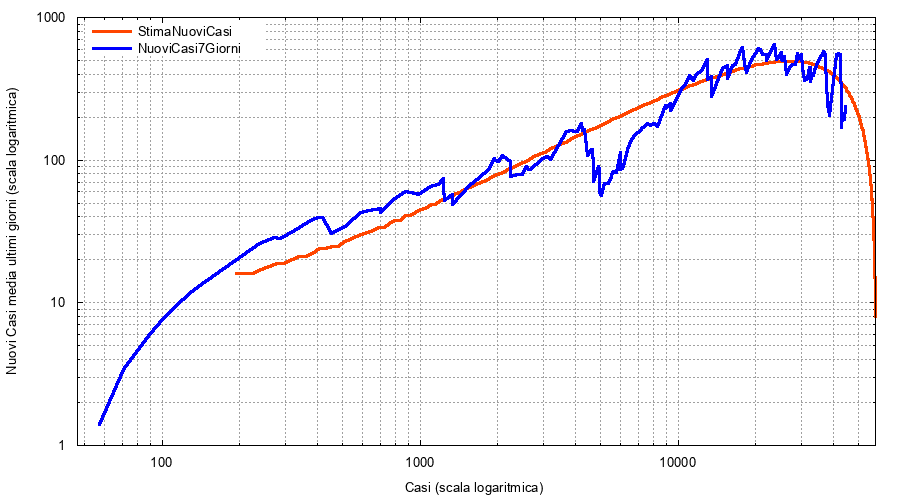 1000
100
10
1
StimaNuoviCasi
NuoviCasi7Giorni
Nuovi Casi media ultimi giorni (scala logaritmica)
100
1000
10000
Casi (scala logaritmica)